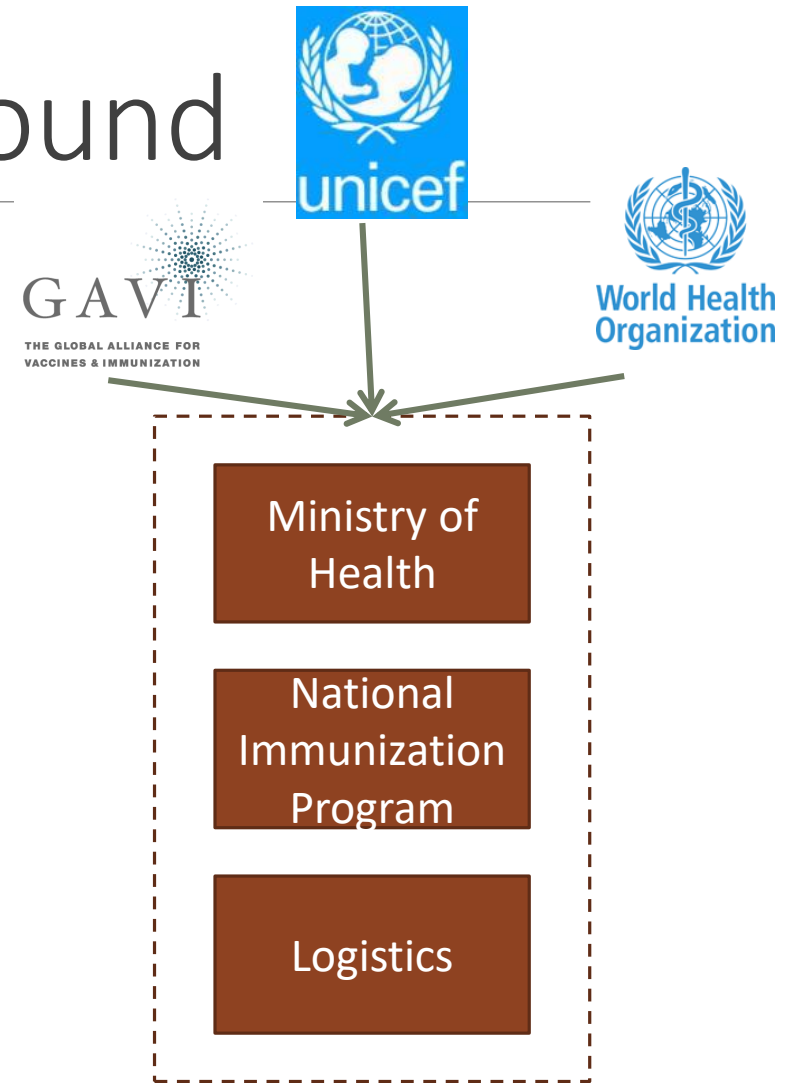 ound
unicef
GAVI
THE GLOBAL ALLIANCE FOR
VACCINES & IMMUNIZATION
World Health
Organization
Ministry of
Health
National
Immunization
Program
Logistics